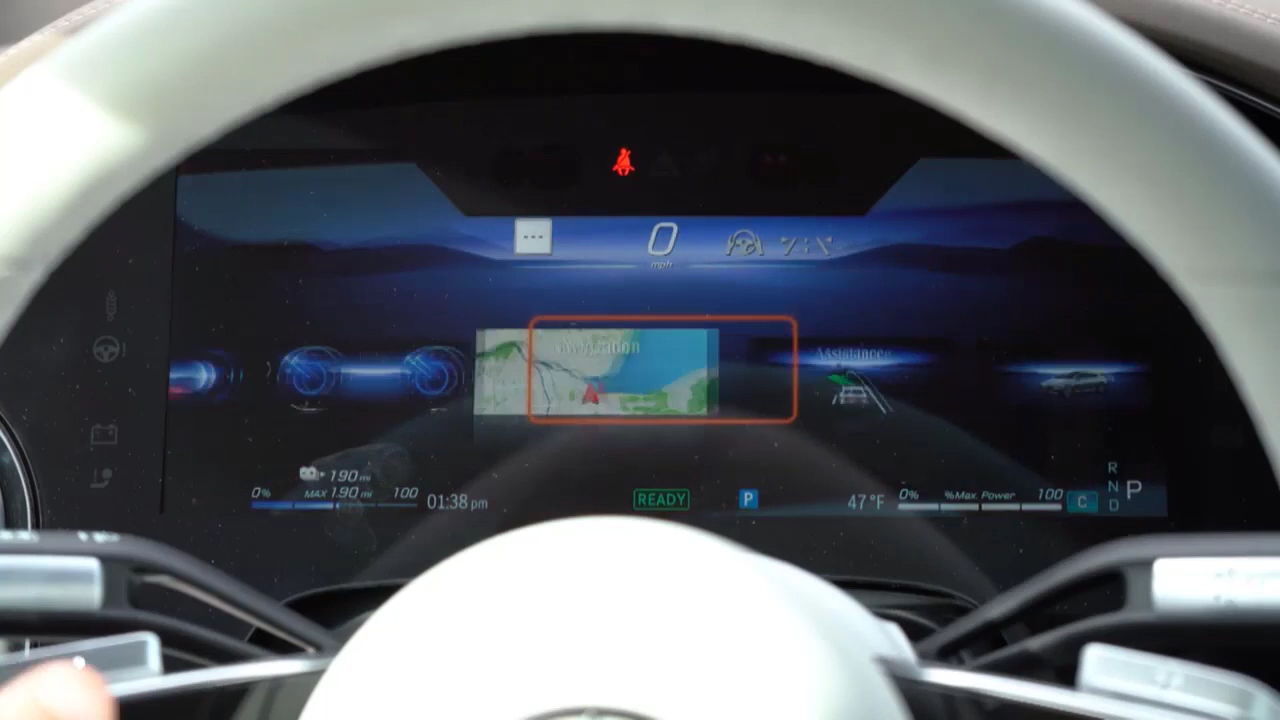 0
mph
Navigation
Assistance
190 mi
0% MAX 190 mi 100
01:38 pm
READY
P
47 °F
0% %Max. Power 100
C
R
N
D
P